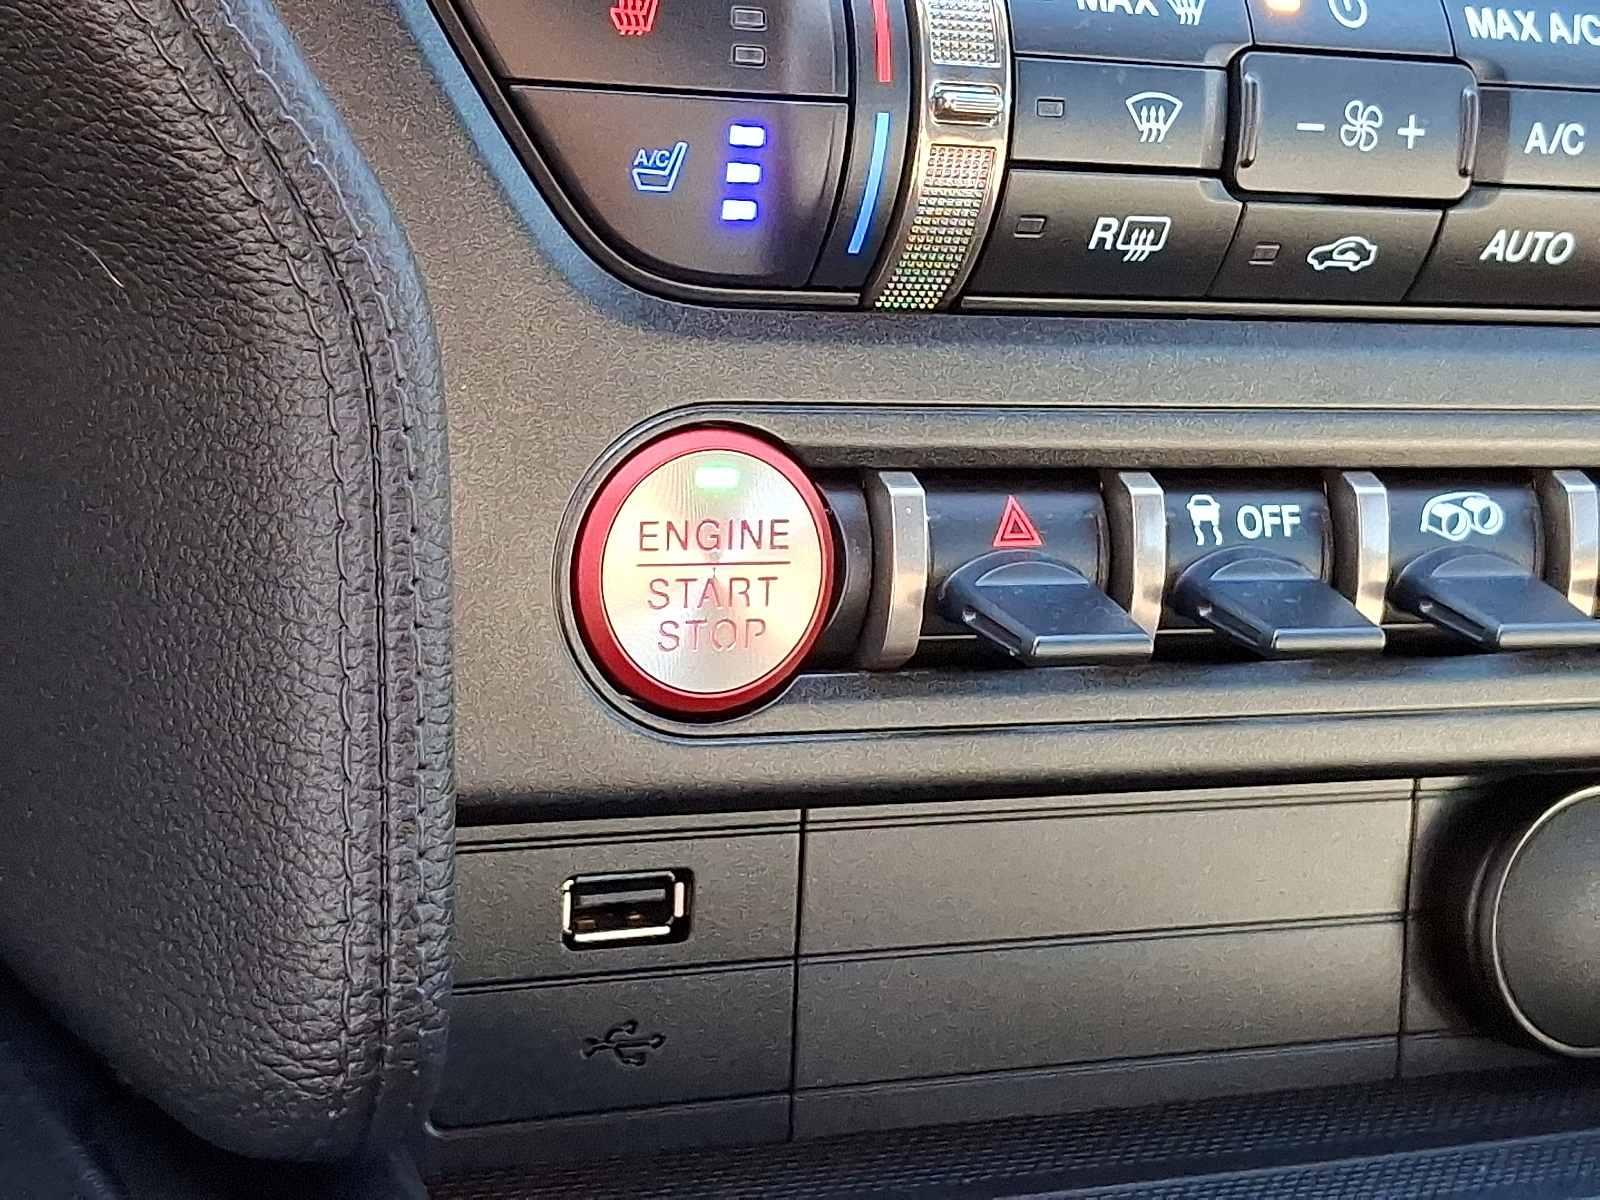 MAX
MAX A/C
A/C
A/C
R
AUTO
ENGINE
START
STOP
OFF